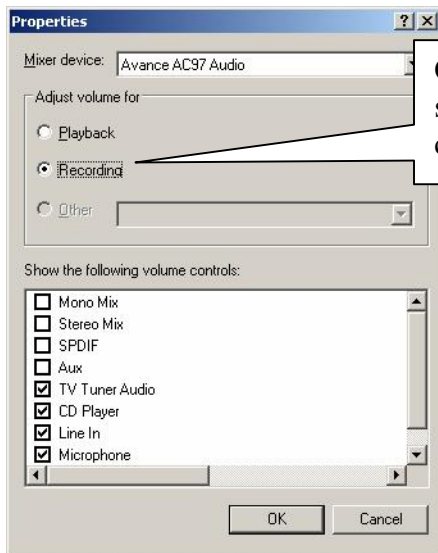 Properties
Mixer device: Avance AC97 Audio
Adjust volume for
Playback
Recording
Other
Show the following volume controls:
Mono Mix
Stereo Mix
SPDIF
Aux
TV Tuner Audio
CD Player
Line In
Microphone
OK Cancel